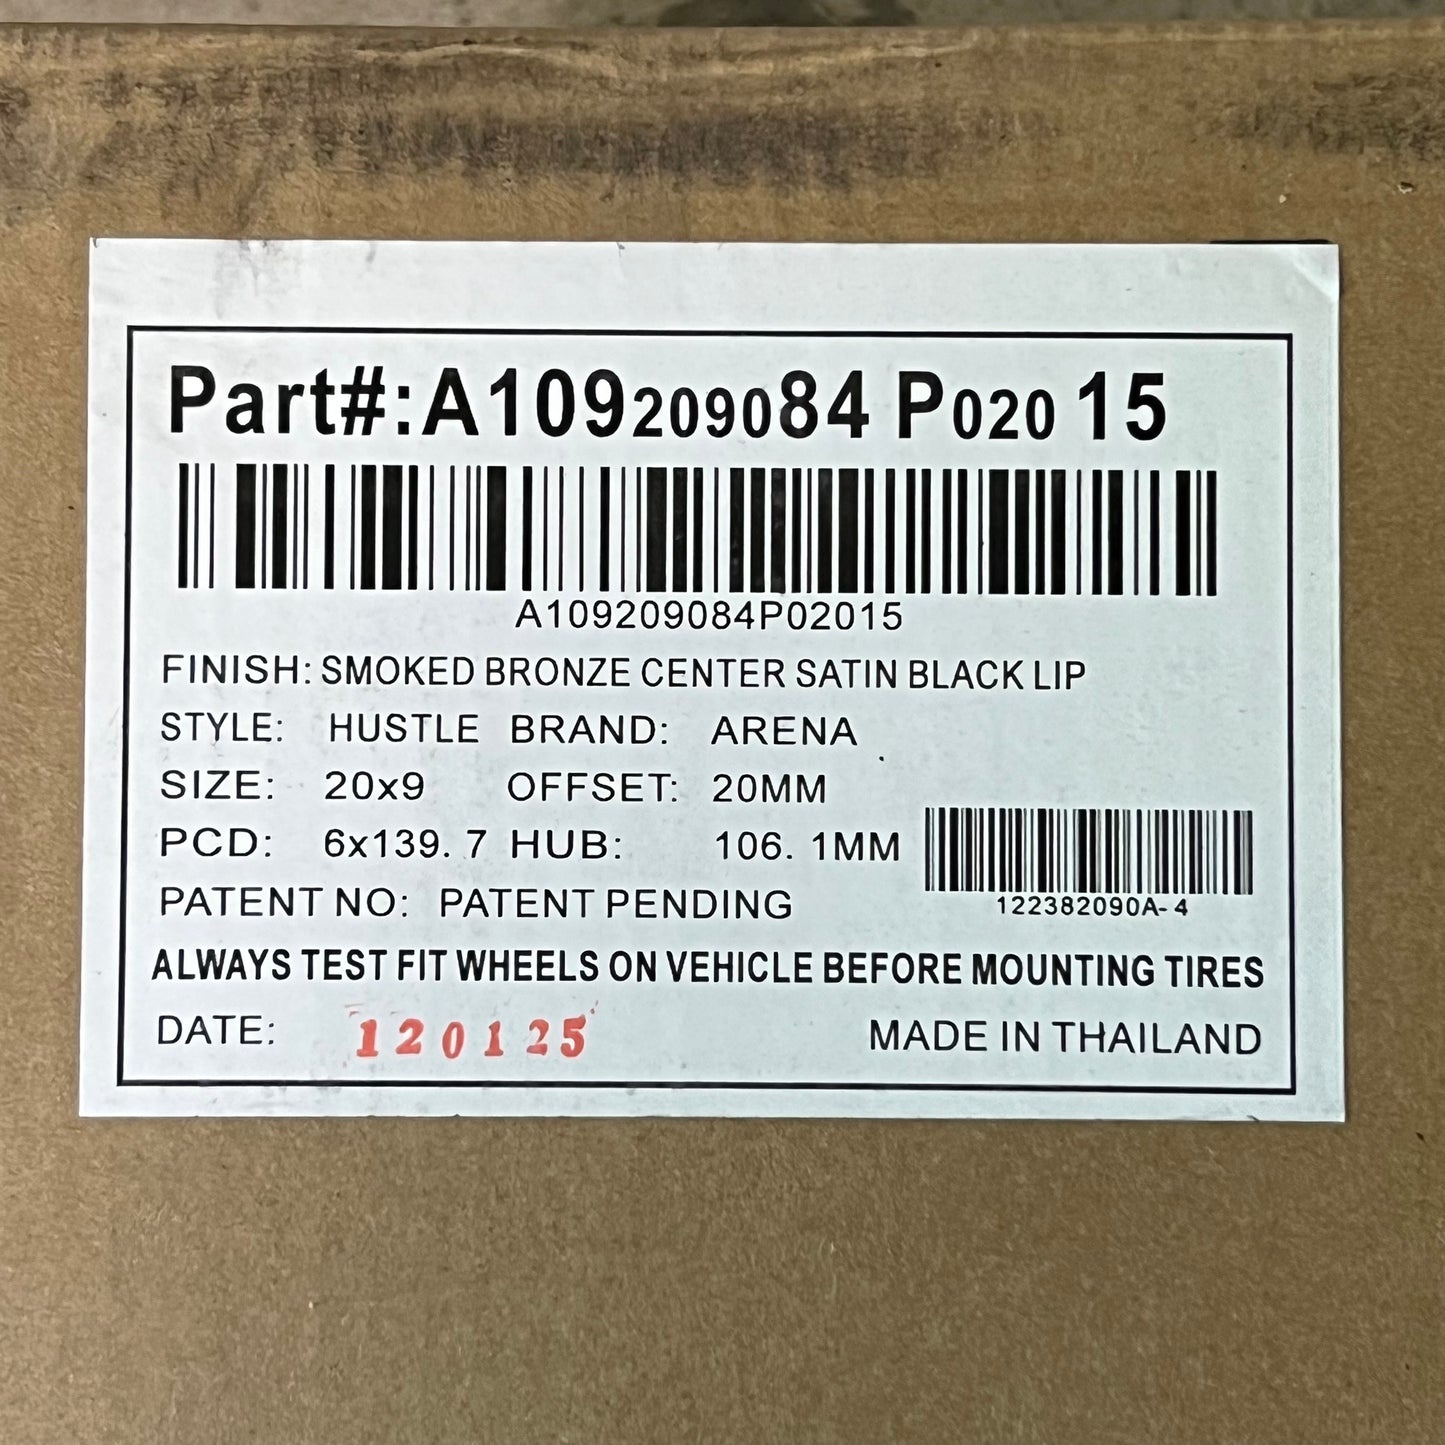 Part#:A109209084 P020 15
A109209084P02015
FINISH: SMOKED BRONZE CENTER SATIN BLACK LIP
STYLE: HUSTLE BRAND: ARENA
SIZE: 20x9 OFFSET: 20MM
PCD: 6x139. 7 HUB: 106. 1MM
122382090A-4
PATENT NO: PATENT PENDING
ALWAYS TEST FIT WHEELS ON VEHICLE BEFORE MOUNTING TIRES
DATE: 120125 MADE IN THAILAND